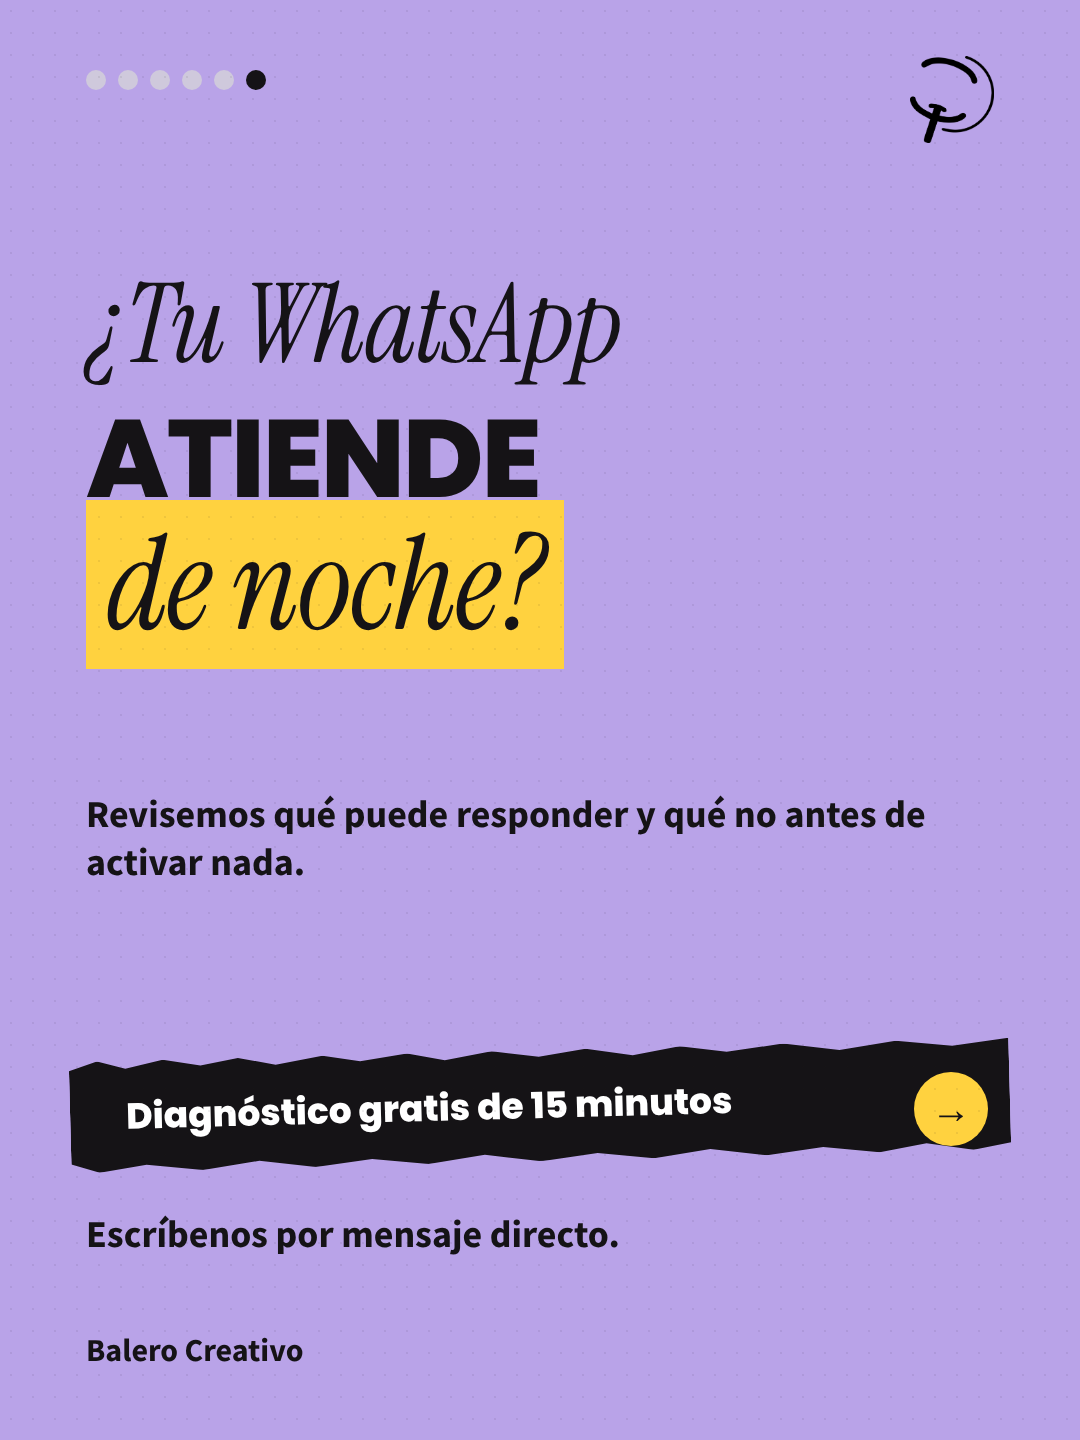 ¿Tu WhatsApp
ATIENDE
de noche?
Revisemos qué puede responder y qué no antes de
activar nada.
Diagnóstico gratis de 15 minutos
→
Escríbenos por mensaje directo.
Balero Creativo